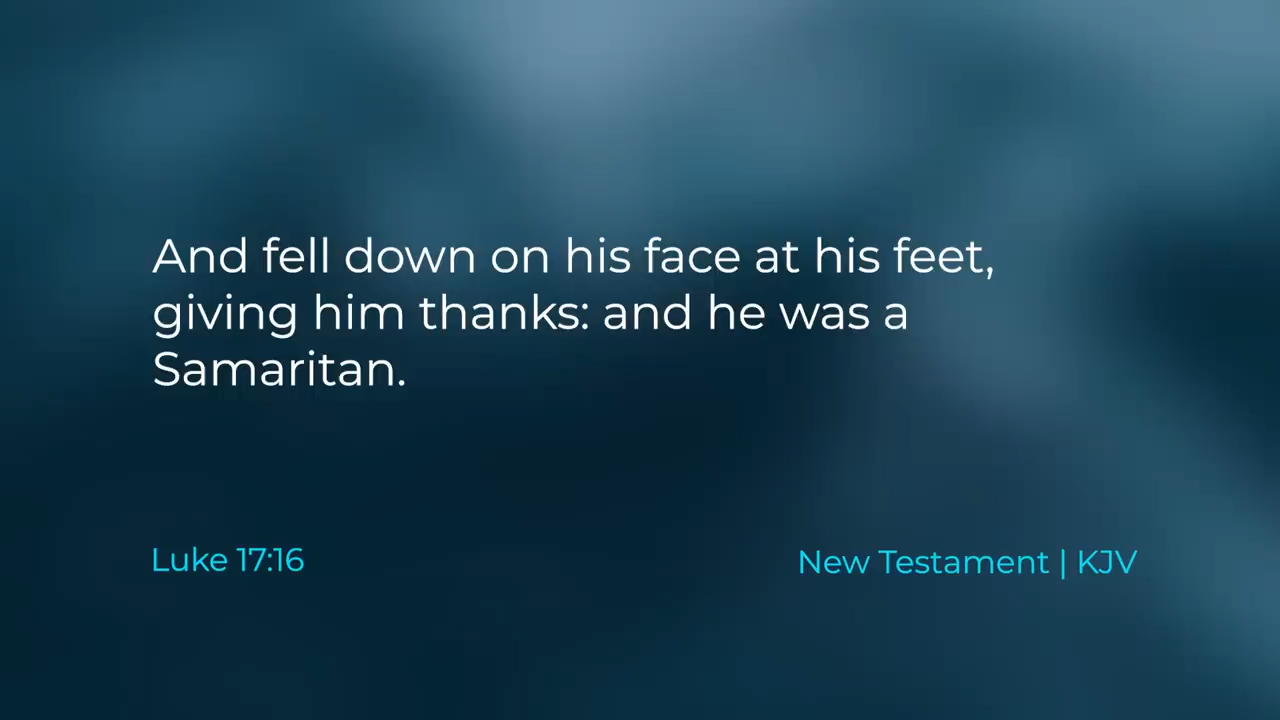 And fell down on his face at his feet,
giving him thanks: and he was a
Samaritan.
Luke 17:16
New Testament | KJV